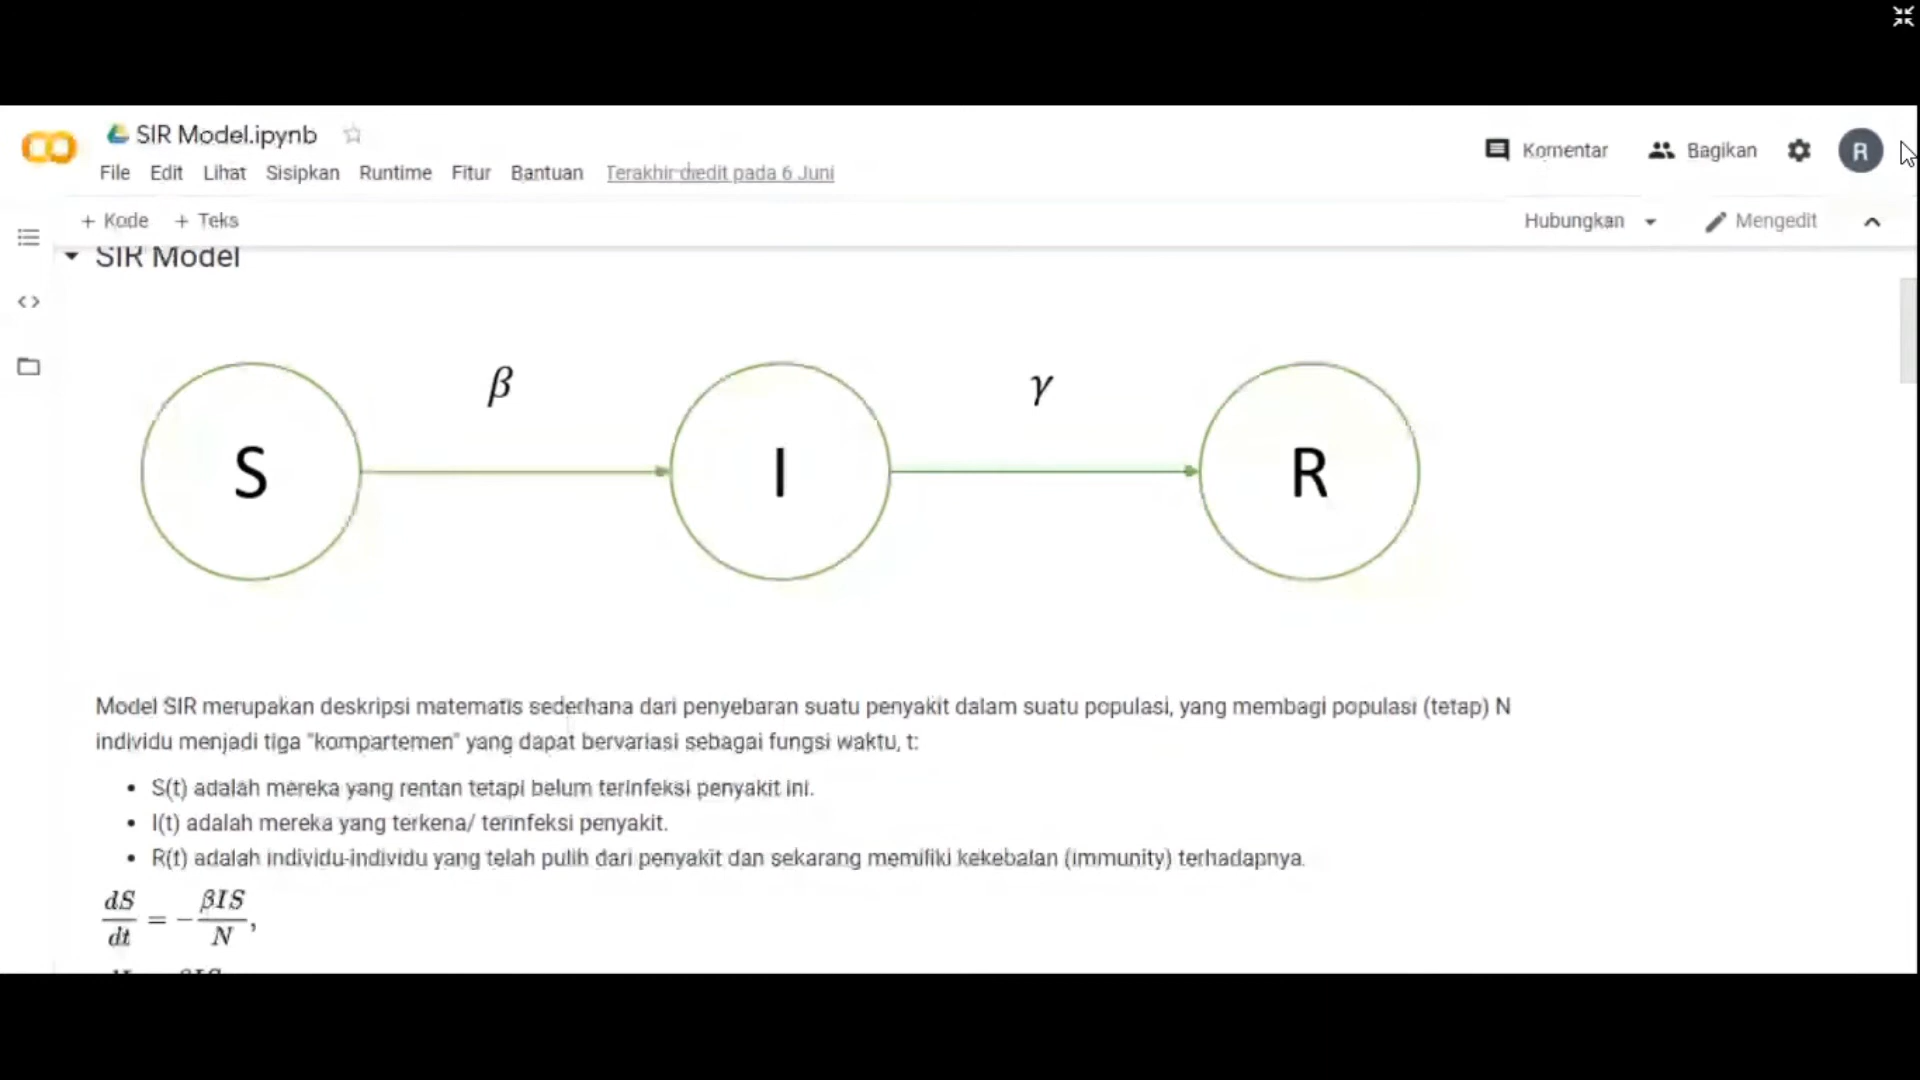 SIR Model.ipynb
File Edit Lihat Sisipkan Runtime Fitur Bantuan Terakhir diedit pada 6 Juni
Komentar Bagikan R
+ Kode + Teks
Hubungkan Mengedit
SIR Model
β γ
S I R
Model SIR merupakan deskripsi matematis sederhana dari penyebaran suatu penyakit dalam suatu populasi, yang membagi populasi (tetap) N
individu menjadi tiga "kompartemen" yang dapat bervariasi sebagai fungsi waktu, t:
• S(t) adalah mereka yang rentan tetapi belum terinfeksi penyakit ini.
• I(t) adalah mereka yang terkena/ terinfeksi penyakit.
• R(t) adalah individu-individu yang telah pulih dari penyakit dan sekarang memiliki kekebalan (immunity) terhadapnya.
dS/dt = −βIS/N,